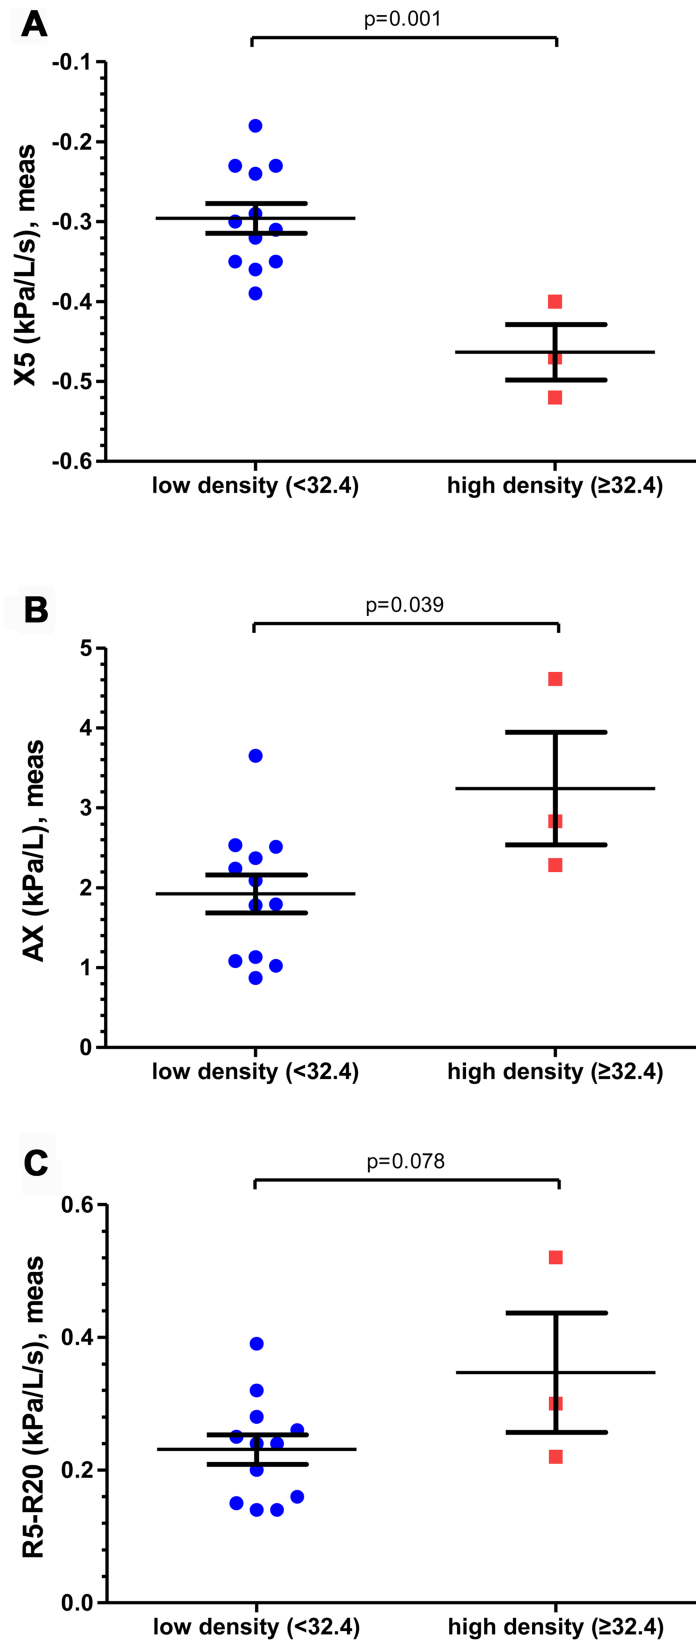 A
p=0.001
X5 (kPa/L/s), meas
-0.1
-0.2
-0.3
-0.4
-0.5
-0.6
low density (<32.4)
high density (≥32.4)
B
p=0.039
AX (kPa/L), meas
5
4
3
2
1
0
low density (<32.4)
high density (≥32.4)
C
p=0.078
R5-R20 (kPa/L/s), meas
0.6
0.4
0.2
0.0
low density (<32.4)
high density (≥32.4)